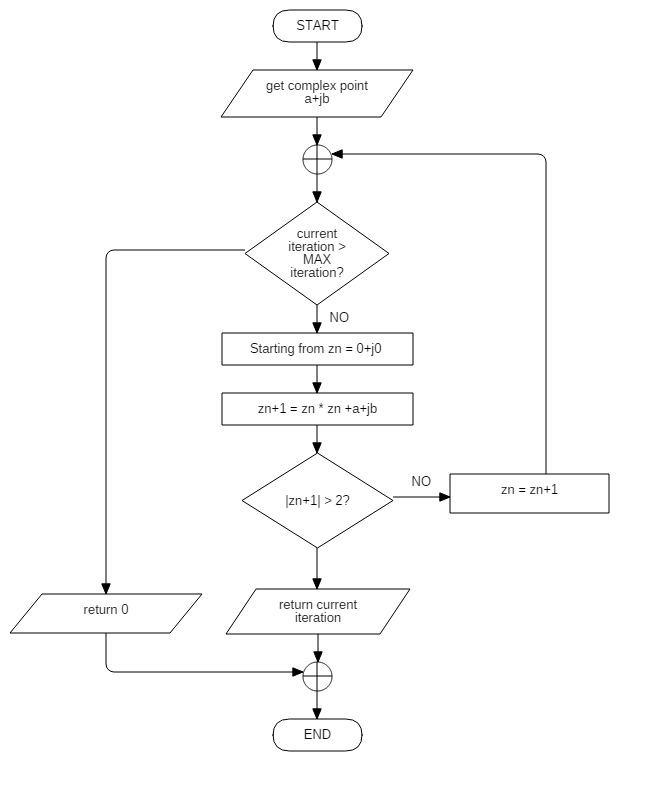 START
get complex point
a+jb
current
iteration >
MAX
iteration?
NO
Starting from zn = 0+j0
zn+1 = zn * zn +a+jb
|zn+1| > 2?
NO
zn = zn+1
return 0
return current
iteration
END